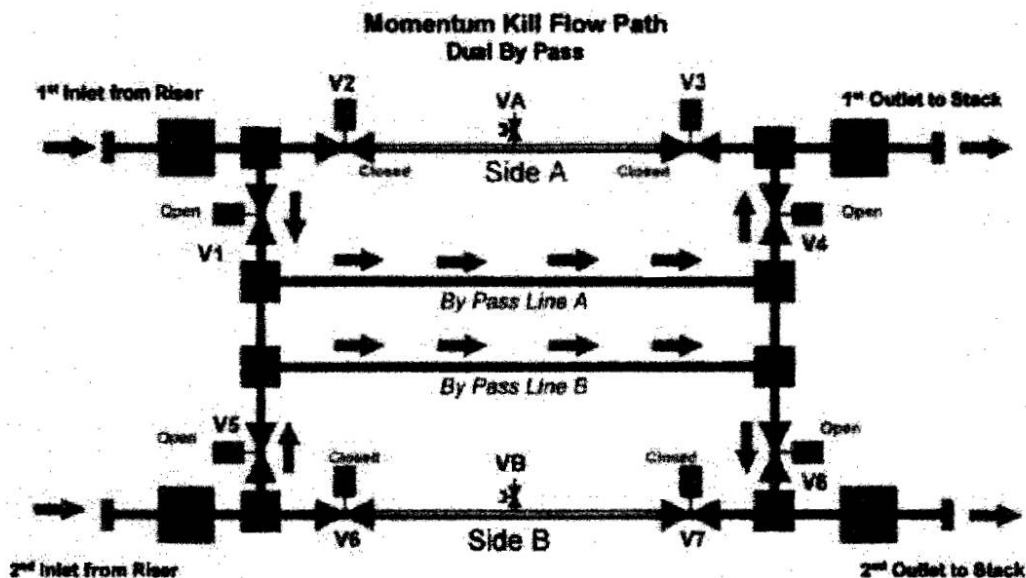 Momentum Kill Flow Path
Dual By Pass
1st Inlet from Riser
V2
VA
V3
1st Outlet to Stack
Closed
Side A
Closed
Open
V1
Open
V4
By Pass Line A
By Pass Line B
V5
Open
Open
V8
Closed
VB
Closed
V6
Side B
V7
2nd Inlet from Riser
2nd Outlet to Stack